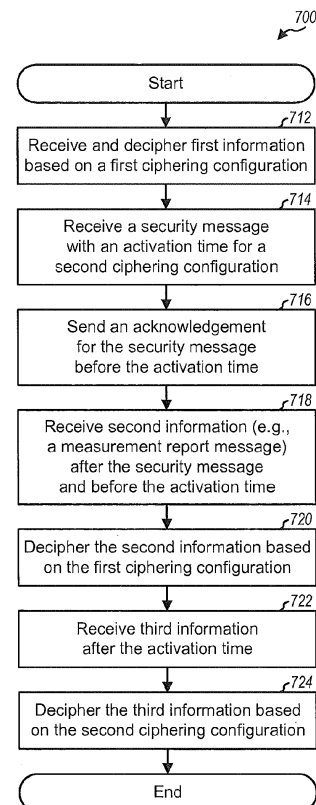 700
Start
712
Receive and decipher first information
based on a first ciphering configuration
714
Receive a security message
with an activation time for a
second ciphering configuration
716
Send an acknowledgement
for the security message
before the activation time
718
Receive second information (e.g.,
a measurement report message)
after the security message
and before the activation time
720
Decipher the second information based
on the first ciphering configuration
722
Receive third information
after the activation time
724
Decipher the third information based
on the second ciphering configuration
End